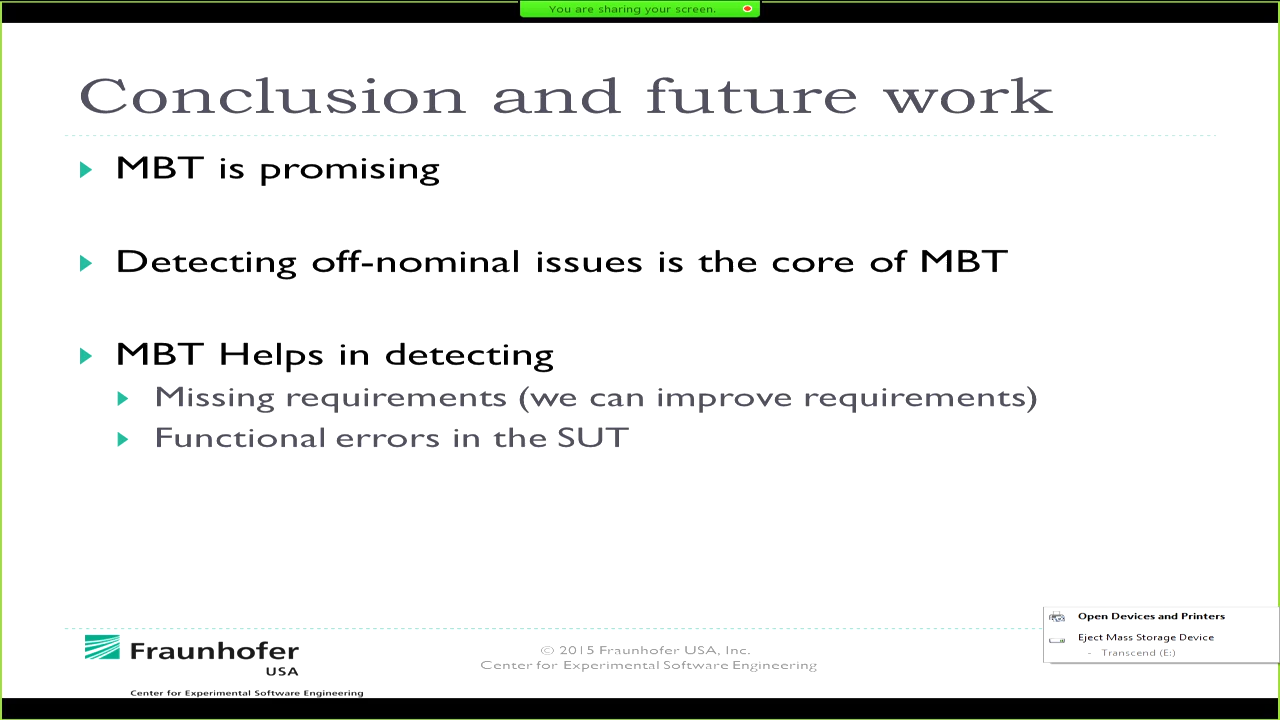 You are sharing your screen.
Conclusion and future work
MBT is promising
Detecting off-nominal issues is the core of MBT
MBT Helps in detecting
Missing requirements (we can improve requirements)
Functional errors in the SUT
Open Devices and Printers
Eject Mass Storage Device
- Transcend (E:)
Fraunhofer
USA
Center for Experimental Software Engineering
© 2015 Fraunhofer USA, Inc.
Center for Experimental Software Engineering